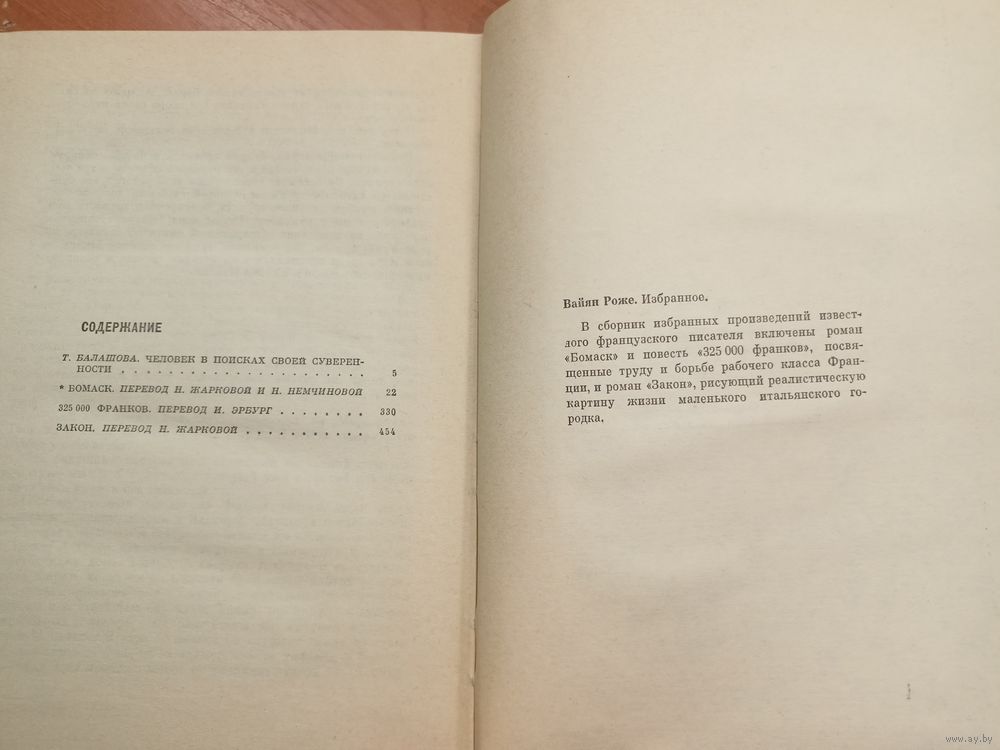 СОДЕРЖАНИЕ
Т. БАЛАШОВА. ЧЕЛОВЕК В ПОИСКАХ СВОЕЙ СУВЕРЕН-
НОСТИ . . . . . . . . . . . . . . . . . . . . . 5
* БОМАСК. ПЕРЕВОД Н. ЖАРКОВОЙ И Н. НЕМЧИНОВОЙ 22
325 000 ФРАНКОВ. ПЕРЕВОД И. ЭРБУРГ . . . . . . . . 330
ЗАКОН. ПЕРЕВОД Н. ЖАРКОВОЙ . . . . . . . . . . . 454
Вайян Роже. Избранное.
В сборник избранных произведений извест-
ного французского писателя включены роман
«Бомаск» и повесть «325 000 франков», посвя-
щенные труду и борьбе рабочего класса Фран-
ции, и роман «Закон», рисующий реалистическую
картину жизни маленького итальянского го-
родка.
www.ay.by